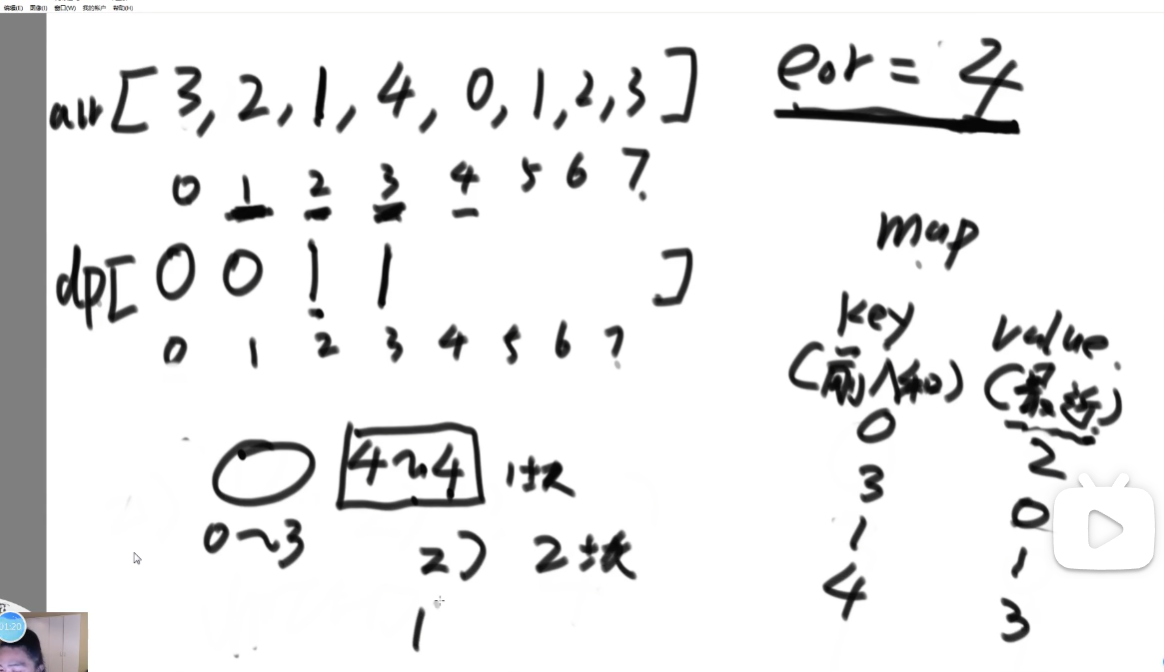 编辑(E) 图像(I) 窗口(W) 我的帐户 帮助(H)
arr [ 3, 2, 1, 4, 0, 1, 2, 3 ]
0 1 2 3 4 5 6 7
dp[ 0 0 1 1 ]
0 1 2 3 4 5 6 7
4~4 1块
0~3 2) 2块
1
eor = 4
map
key value
(前缀和) (最近)
0 2
3 0
1 1
4 3
01:20